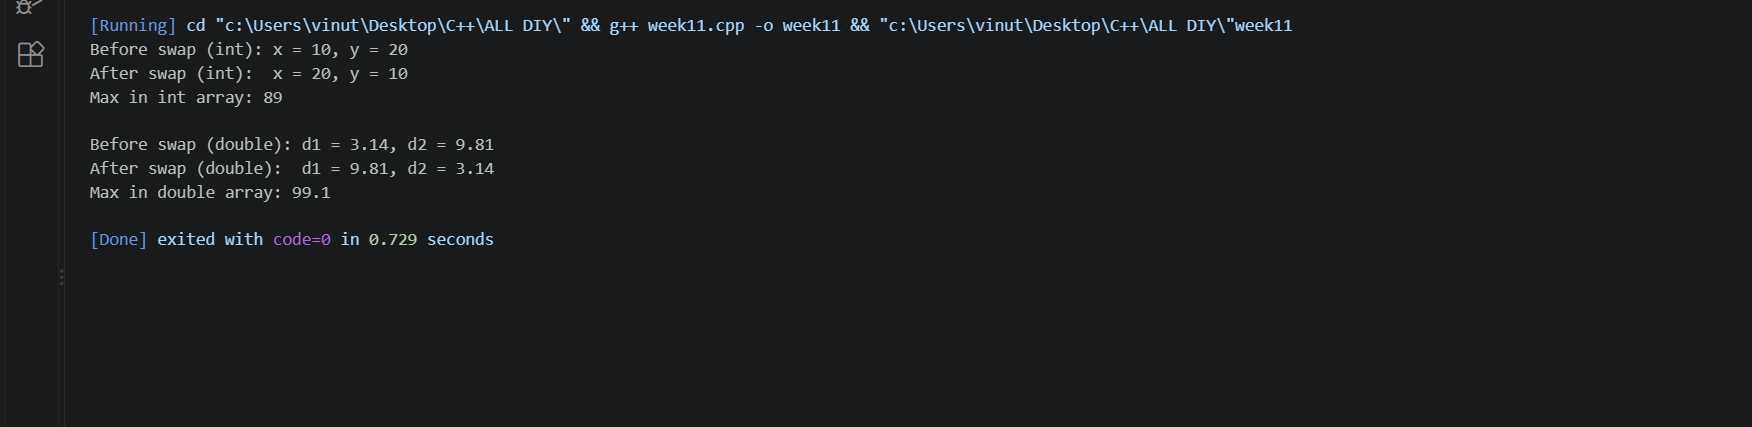 [Running] cd "c:\Users\vinut\Desktop\C++\ALL DIY\" && g++ week11.cpp -o week11 && "c:\Users\vinut\Desktop\C++\ALL DIY\"week11
Before swap (int): x = 10, y = 20
After swap (int):  x = 20, y = 10
Max in int array: 89

Before swap (double): d1 = 3.14, d2 = 9.81
After swap (double):  d1 = 9.81, d2 = 3.14
Max in double array: 99.1

[Done] exited with code=0 in 0.729 seconds